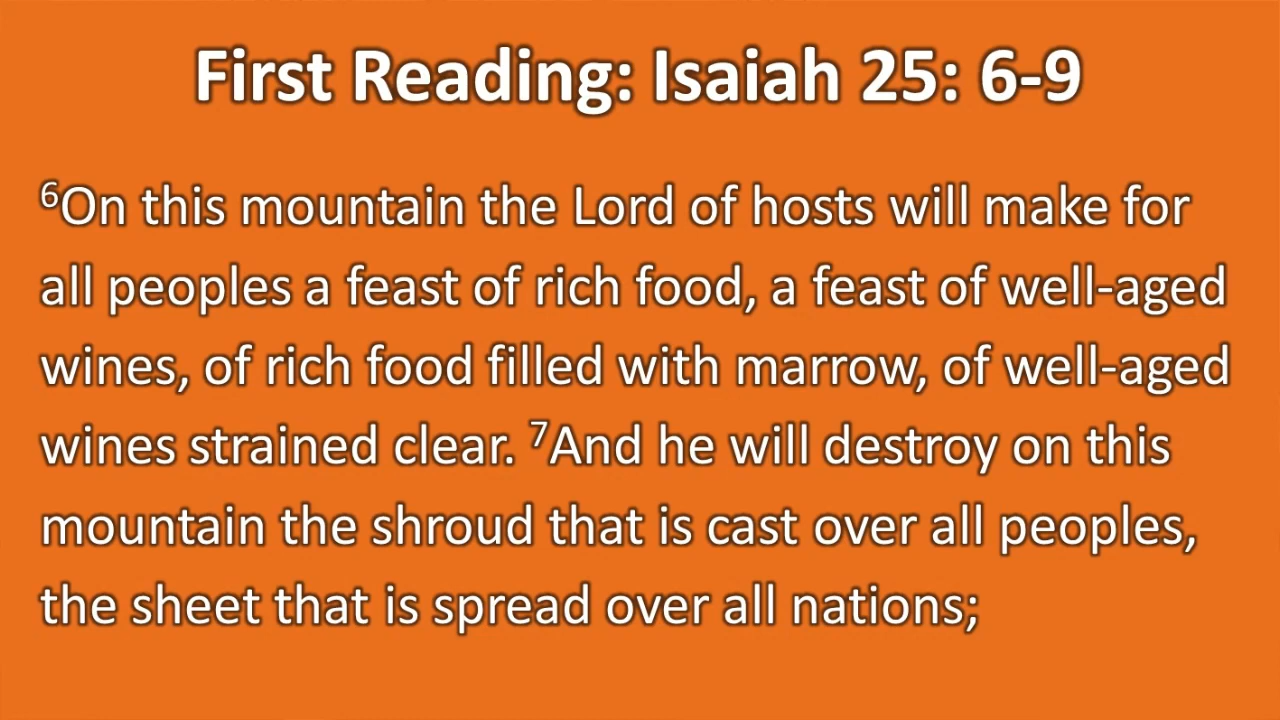 First Reading: Isaiah 25: 6-9
⁶On this mountain the Lord of hosts will make for
all peoples a feast of rich food, a feast of well-aged
wines, of rich food filled with marrow, of well-aged
wines strained clear. ⁷And he will destroy on this
mountain the shroud that is cast over all peoples,
the sheet that is spread over all nations;